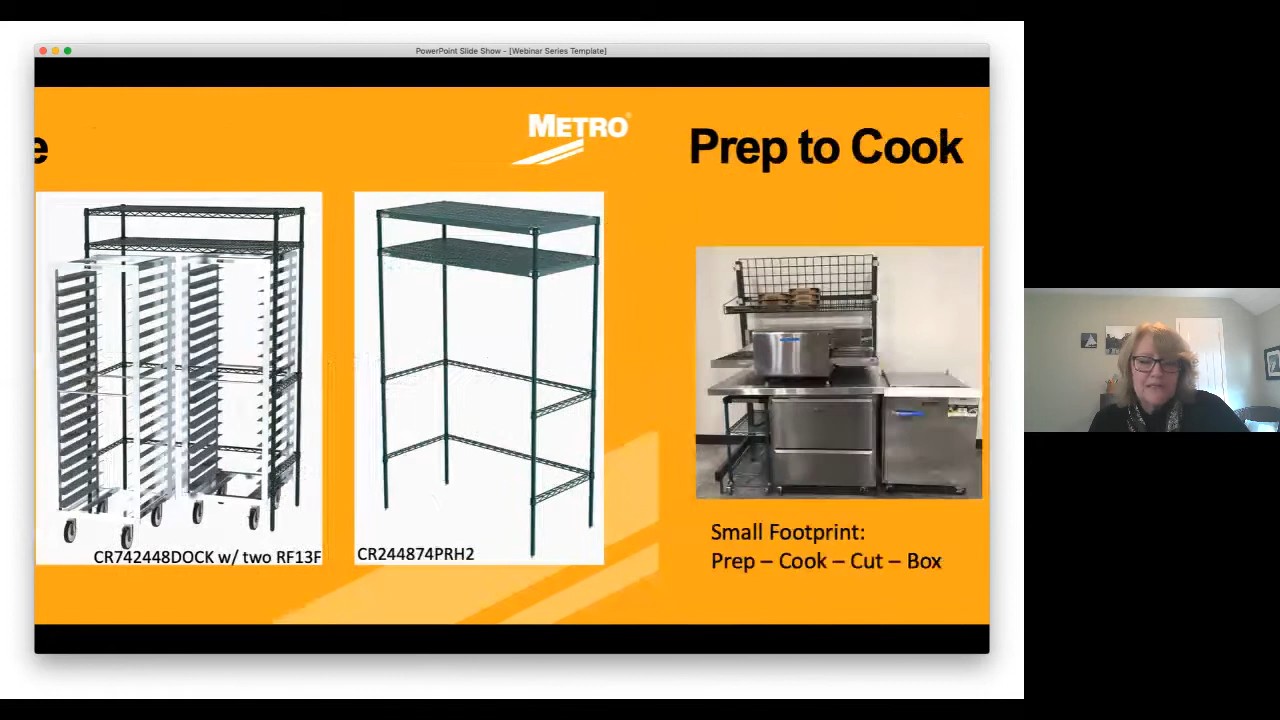 PowerPoint Slide Show - [Webinar Series Template]
e
METRO®
Prep to Cook
CR742448DOCK w/ two RF13F
CR244874PRH2
Small Footprint:
Prep – Cook – Cut – Box